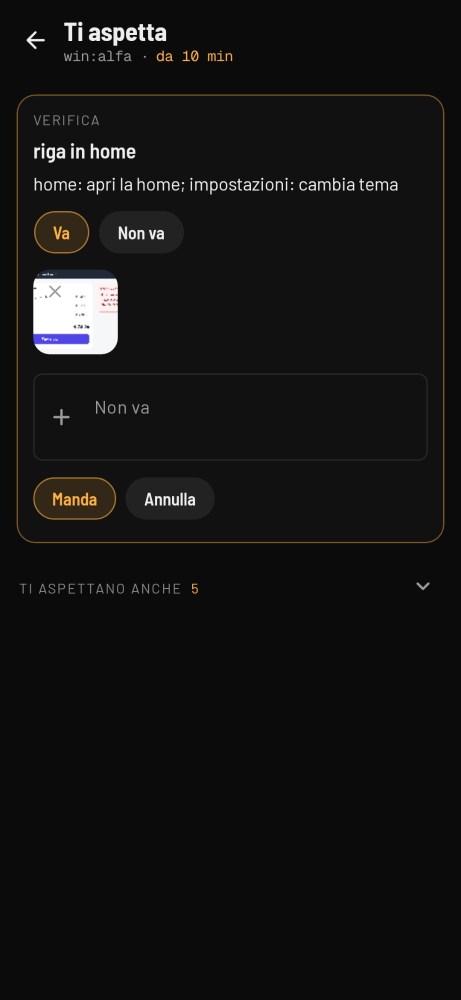 Ti aspetta
win:alfa · da 10 min
VERIFICA
riga in home
home: apri la home; impostazioni: cambia tema
Va
Non va
Non va
Manda
Annulla
TI ASPETTANO ANCHE 5